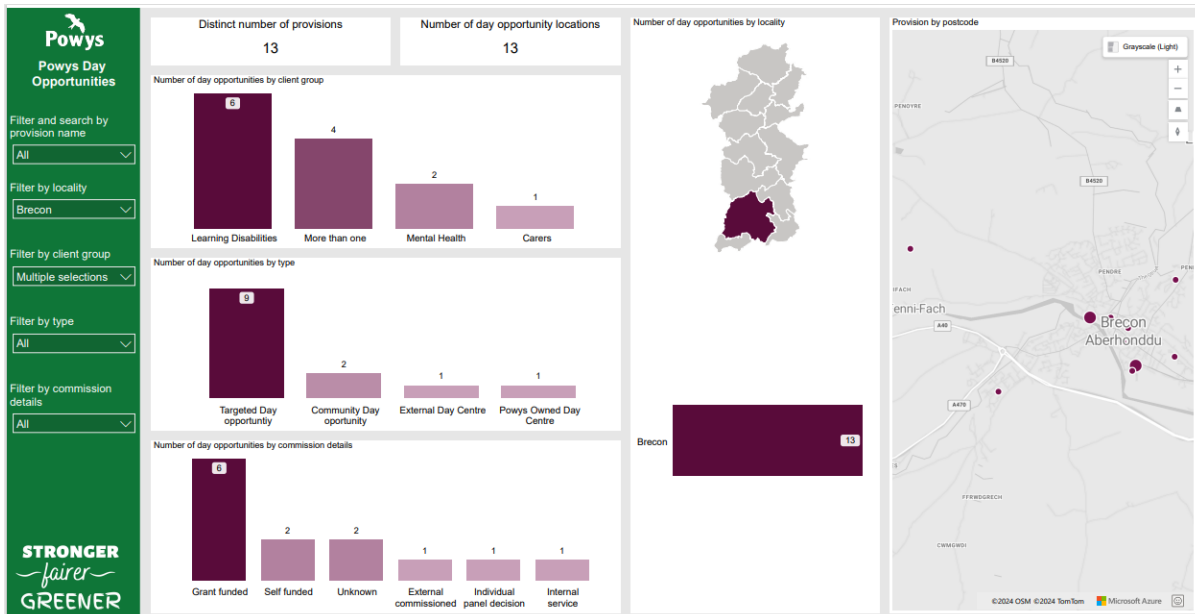 Powys
Powys Day
Opportunities
Filter and search by
provision name
All
Filter by locality
Brecon
Filter by client group
Multiple selections
Filter by type
All
Filter by commission
details
All
STRONGER
fairer
GREENER
Distinct number of provisions
13
Number of day opportunity locations
13
Number of day opportunities by client group
6
4
2
1
Learning Disabilities
More than one
Mental Health
Carers
Number of day opportunities by type
9
2
1
1
Targeted Day
opportuntiy
Community Day
oportunity
External Day Centre
Powys Owned Day
Centre
Number of day opportunities by commission details
6
2
2
1
1
1
Grant funded
Self funded
Unknown
External
commissioned
Individual
panel decision
Internal
service
Number of day opportunities by locality
Brecon
13
Provision by postcode
Grayscale (Light)
B4520
PENOYRE
B4520
PENDRE
PEN
IFACH
enni-Fach
A40
Brecon
Aberhonddu
A470
FFRWDGRECH
CWMGWDI
©2024 OSM ©2024 TomTom
Microsoft Azure